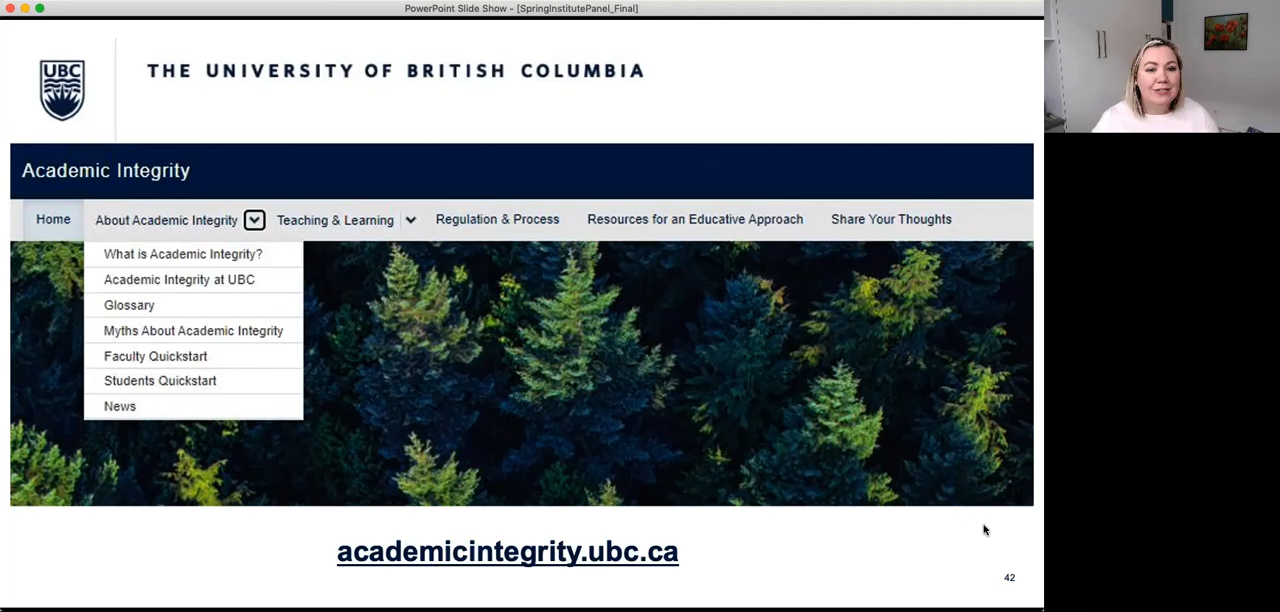 PowerPoint Slide Show - [SpringInstitutePanel_Final]
UBC
THE UNIVERSITY OF BRITISH COLUMBIA
Academic Integrity
Home About Academic Integrity Teaching & Learning Regulation & Process Resources for an Educative Approach Share Your Thoughts
What is Academic Integrity?
Academic Integrity at UBC
Glossary
Myths About Academic Integrity
Faculty Quickstart
Students Quickstart
News
academicintegrity.ubc.ca
42